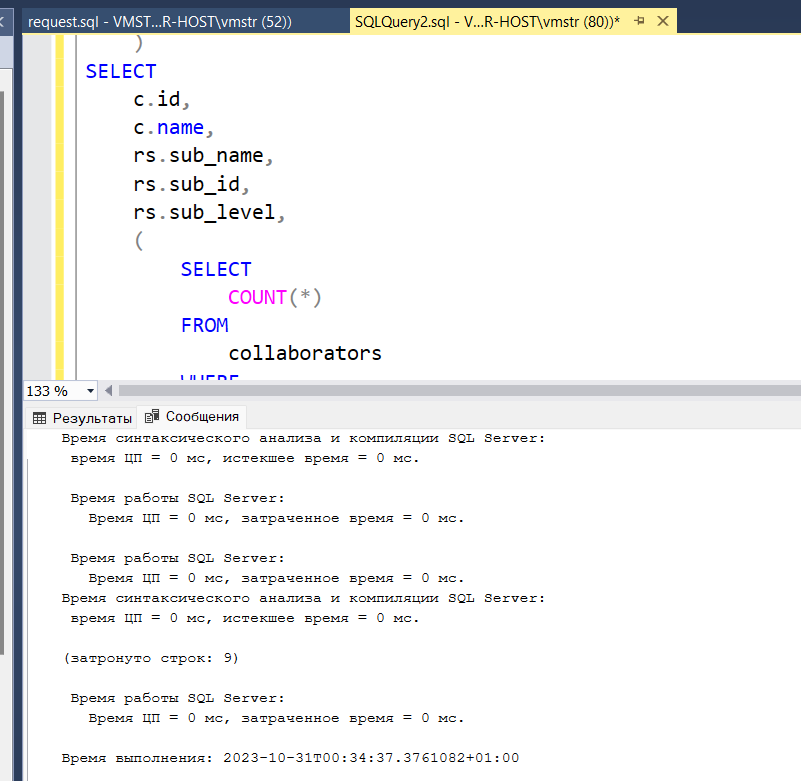 request.sql - VMST...R-HOST\vmstr (52))
SQLQuery2.sql - V...R-HOST\vmstr (80))*
)
SELECT
c.id,
c.name,
rs.sub_name,
rs.sub_id,
rs.sub_level,
(
SELECT
COUNT(*)
FROM
collaborators
WHERE
133 %
Результаты
Сообщения
Время синтаксического анализа и компиляции SQL Server:
время ЦП = 0 мс, истекшее время = 0 мс.
Время работы SQL Server:
Время ЦП = 0 мс, затраченное время = 0 мс.
Время работы SQL Server:
Время ЦП = 0 мс, затраченное время = 0 мс.
Время синтаксического анализа и компиляции SQL Server:
время ЦП = 0 мс, истекшее время = 0 мс.
(затронуто строк: 9)
Время работы SQL Server:
Время ЦП = 0 мс, затраченное время = 0 мс.
Время выполнения: 2023-10-31T00:34:37.3761082+01:00